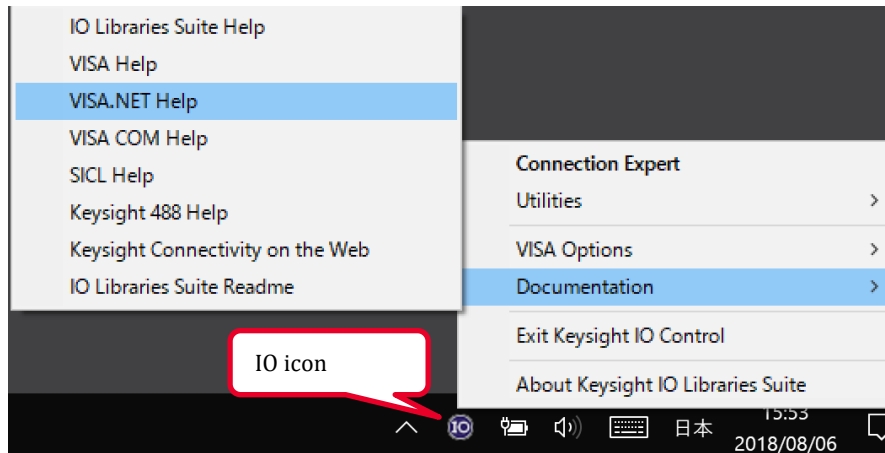 IO Libraries Suite Help
VISA Help
VISA.NET Help
VISA COM Help
SICL Help
Keysight 488 Help
Keysight Connectivity on the Web
IO Libraries Suite Readme
Connection Expert
Utilities
VISA Options
Documentation
Exit Keysight IO Control
About Keysight IO Libraries Suite
IO icon
IO
日本
15:53
2018/08/06